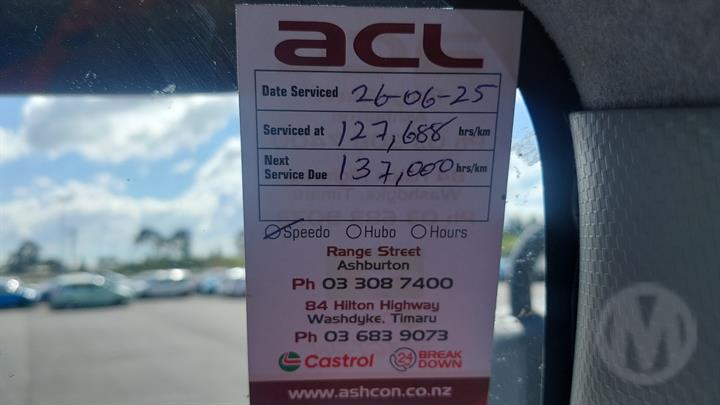 acl
Date Serviced 26-06-25
Serviced at 127,688 hrs/km
Next Service Due 137,000 hrs/km
Speedo Hubo Hours
Range Street
Ashburton
Ph 03 308 7400
84 Hilton Highway
Washdyke, Timaru
Ph 03 683 9073
Castrol 24 BREAK DOWN
www.ashcon.co.nz
M